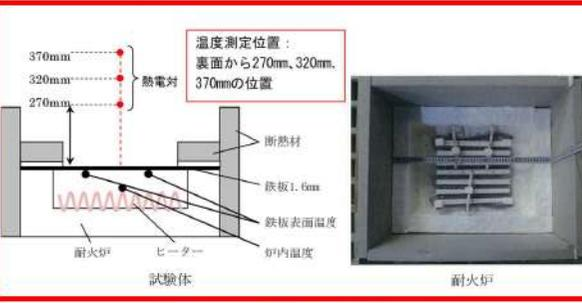 370mm
320mm
270mm
熱電対
温度測定位置：
裏面から270mm、320mm、
370mmの位置
断熱材
鉄板1.6mm
鉄板表面温度
炉内温度
耐火炉
ヒーター
試験体
耐火炉